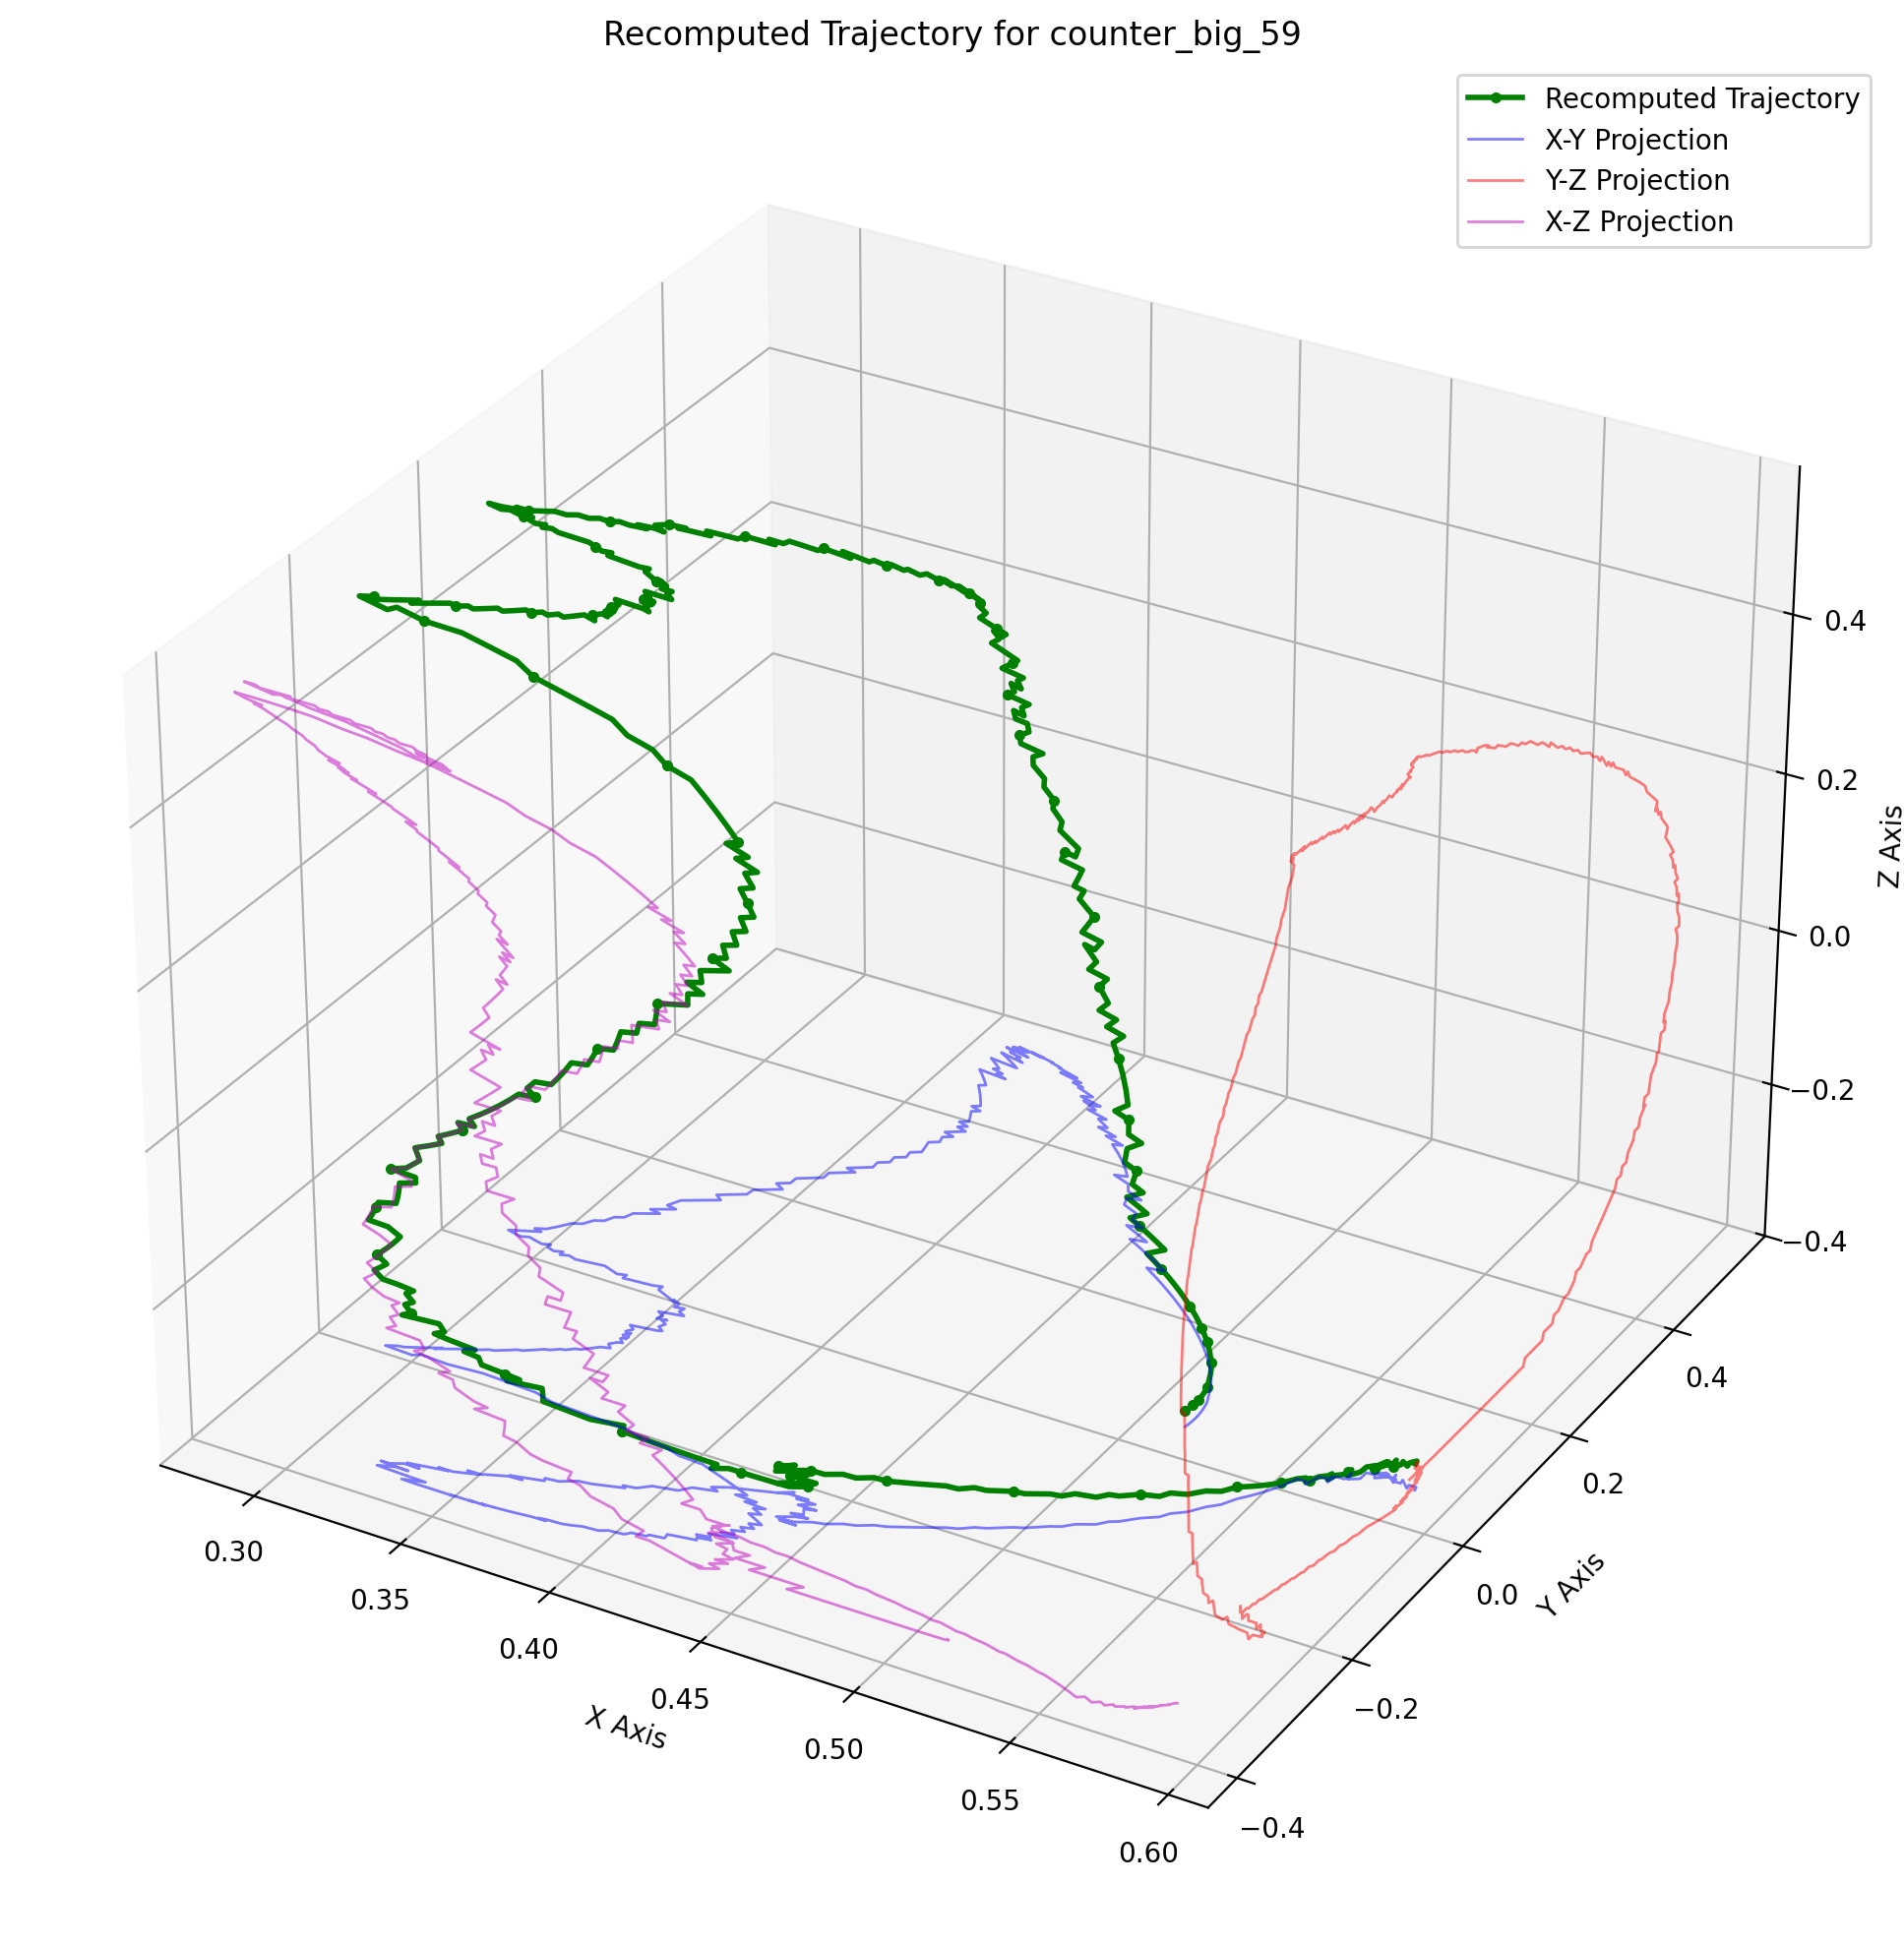 Recomputed Trajectory for counter_big_59
Recomputed Trajectory
X-Y Projection
Y-Z Projection
X-Z Projection
0.4
0.2
0.0
−0.2
−0.4
Z Axis
0.4
0.2
0.0
−0.2
−0.4
Y Axis
0.30
0.35
0.40
0.45
0.50
0.55
0.60
X Axis